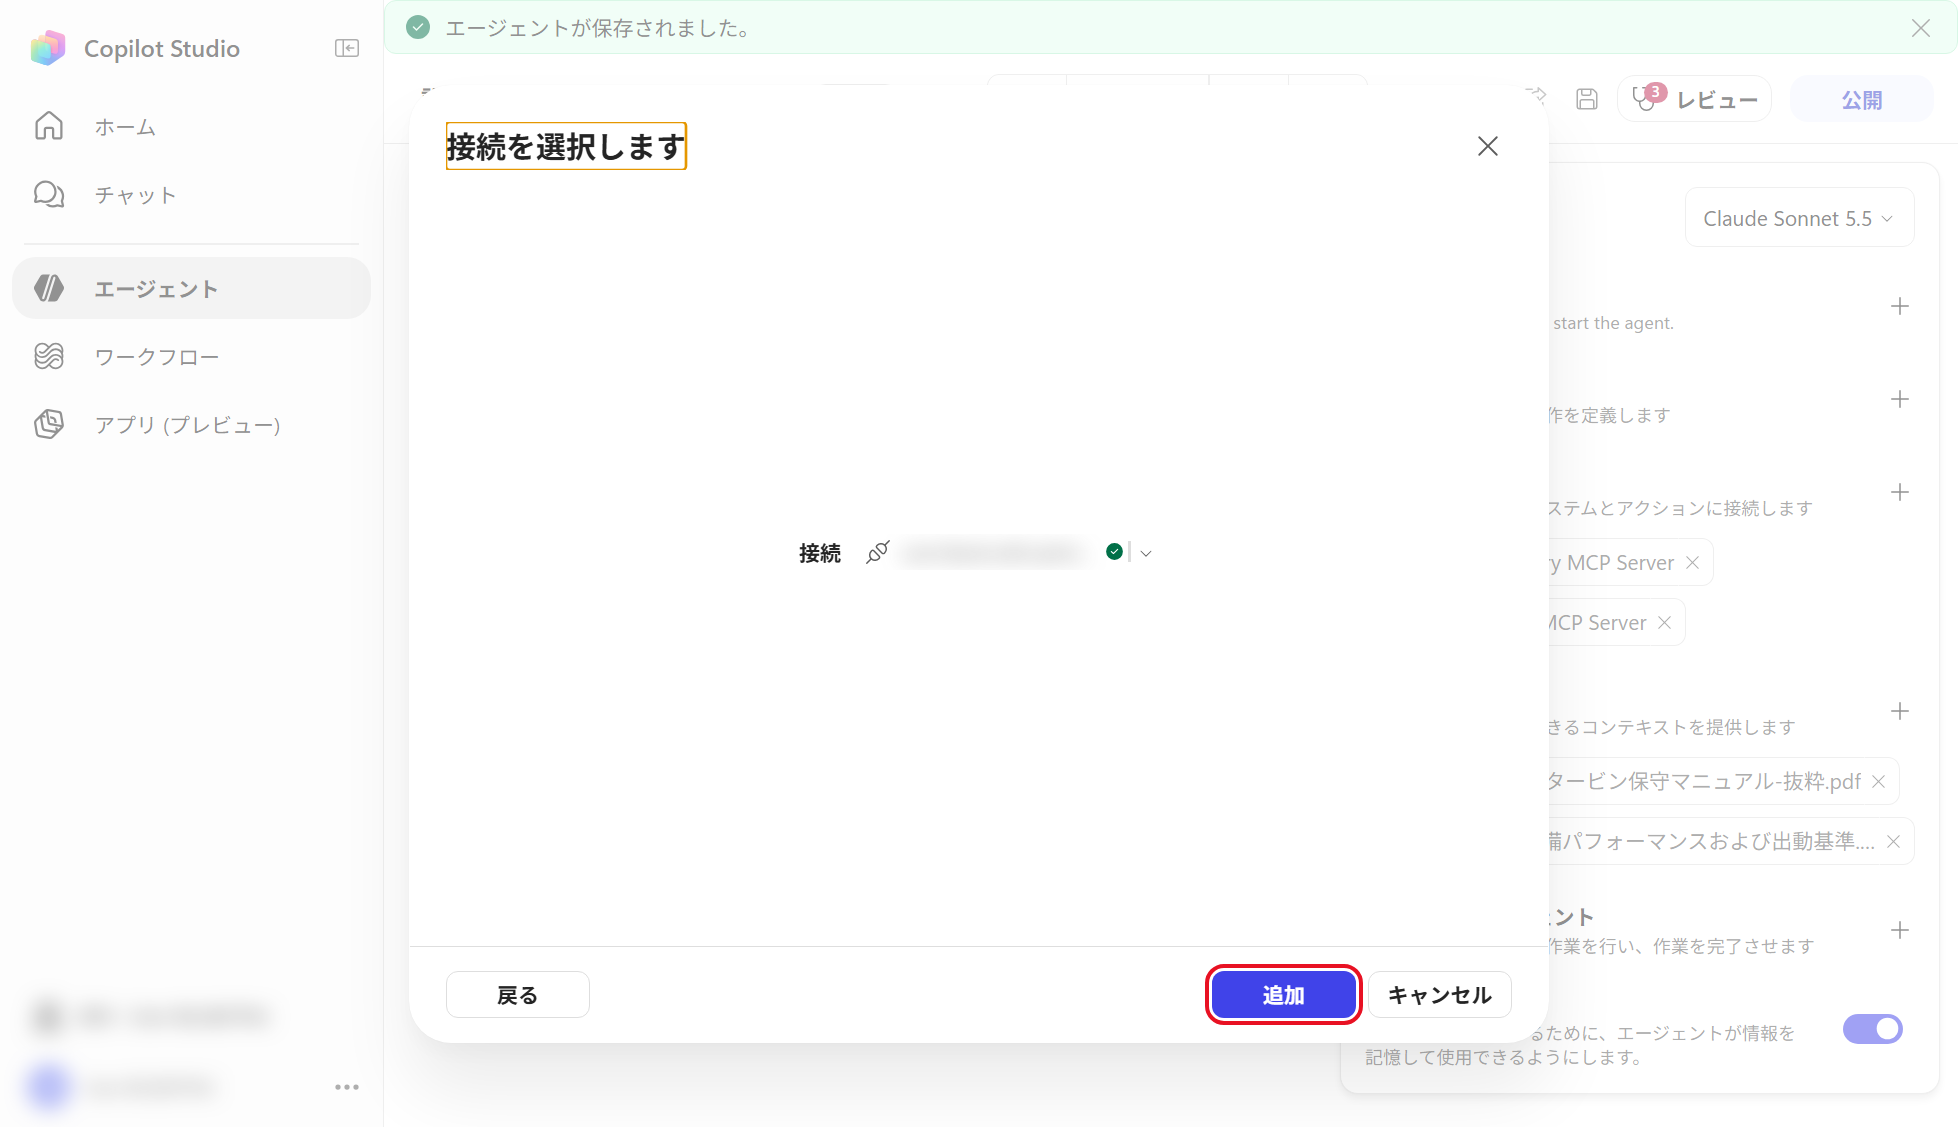 Copilot Studio
エージェントが保存されました。
ホーム
チャット
エージェント
ワークフロー
アプリ (プレビュー)
3
レビュー
公開
接続を選択します
Claude Sonnet 5.5
start the agent.
作を定義します
ステムとアクションに接続します
ry MCP Server
MCP Server
きるコンテキストを提供します
タービン保守マニュアル-抜粋.pdf
備パフォーマンスおよび出動基準....
ント
作業を行い、作業を完了させます
るために、エージェントが情報を
記憶して使用できるようにします。
接続
戻る
追加
キャンセル